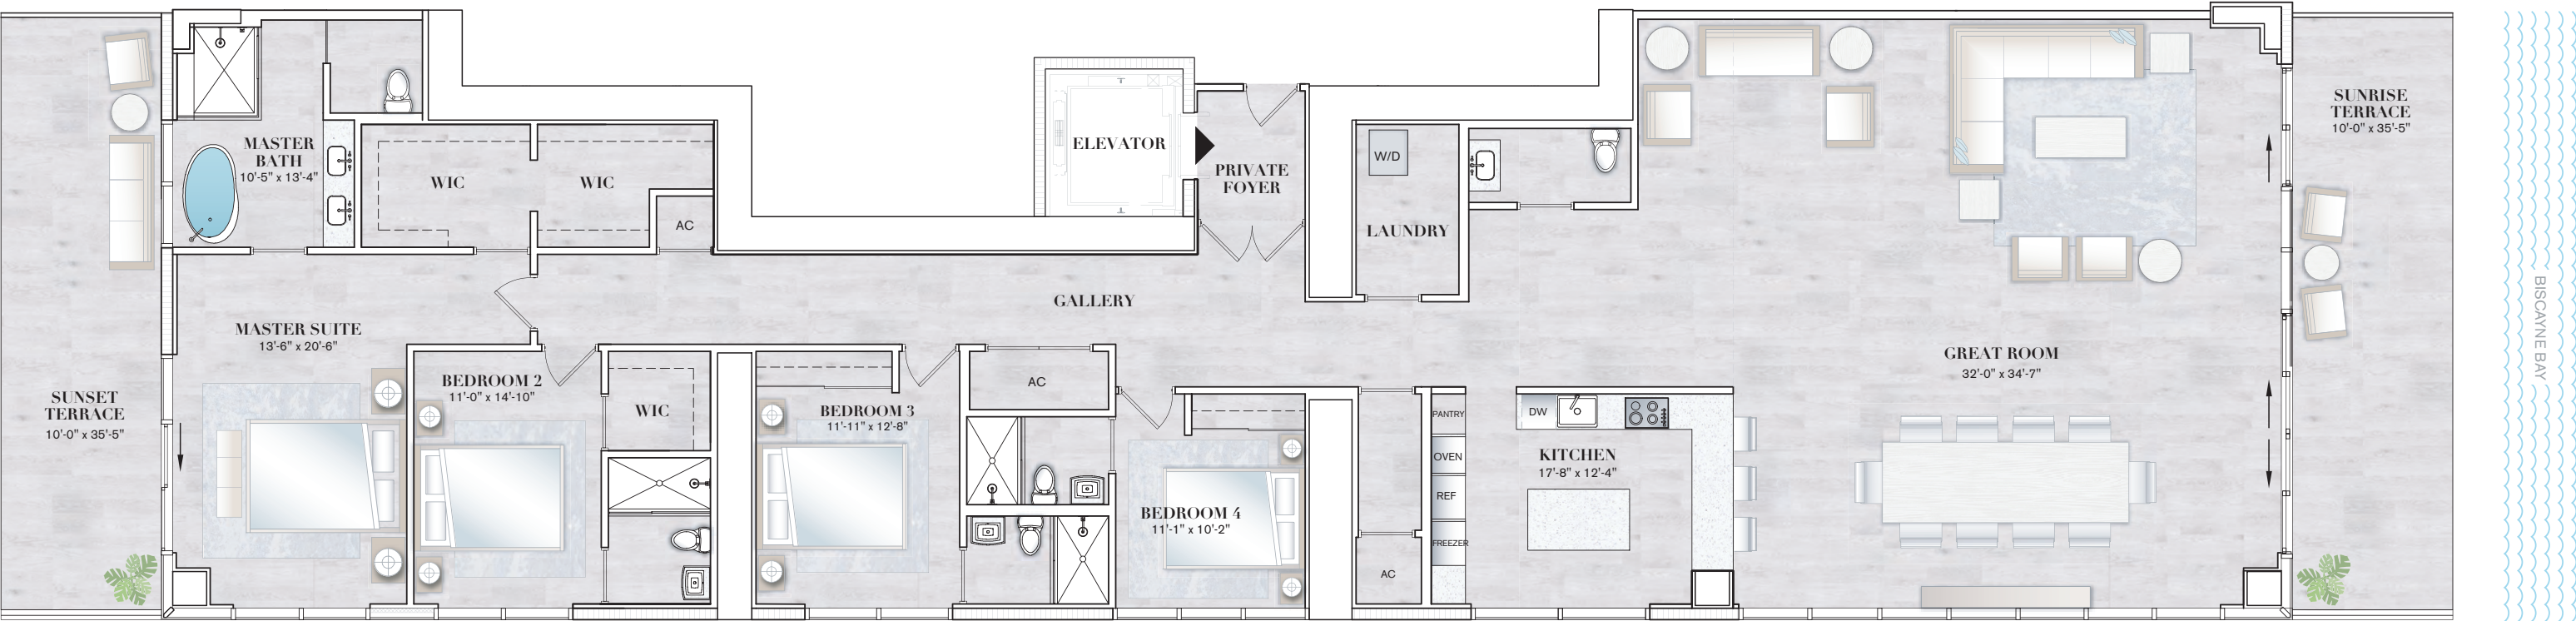 MASTER
BATH
10'-5" x 13'-4"
WIC
WIC
AC
ELEVATOR
PRIVATE
FOYER
W/D
LAUNDRY
SUNRISE
TERRACE
10'-0" x 35'-5"
BISCAYNE BAY
GALLERY
MASTER SUITE
13'-6" x 20'-6"
SUNSET
TERRACE
10'-0" x 35'-5"
BEDROOM 2
11'-0" x 14'-10"
WIC
BEDROOM 3
11'-11" x 12'-8"
AC
BEDROOM 4
11'-1" x 10'-2"
AC
PANTRY
OVEN
REF
FREEZER
DW
KITCHEN
17'-8" x 12'-4"
GREAT ROOM
32'-0" x 34'-7"